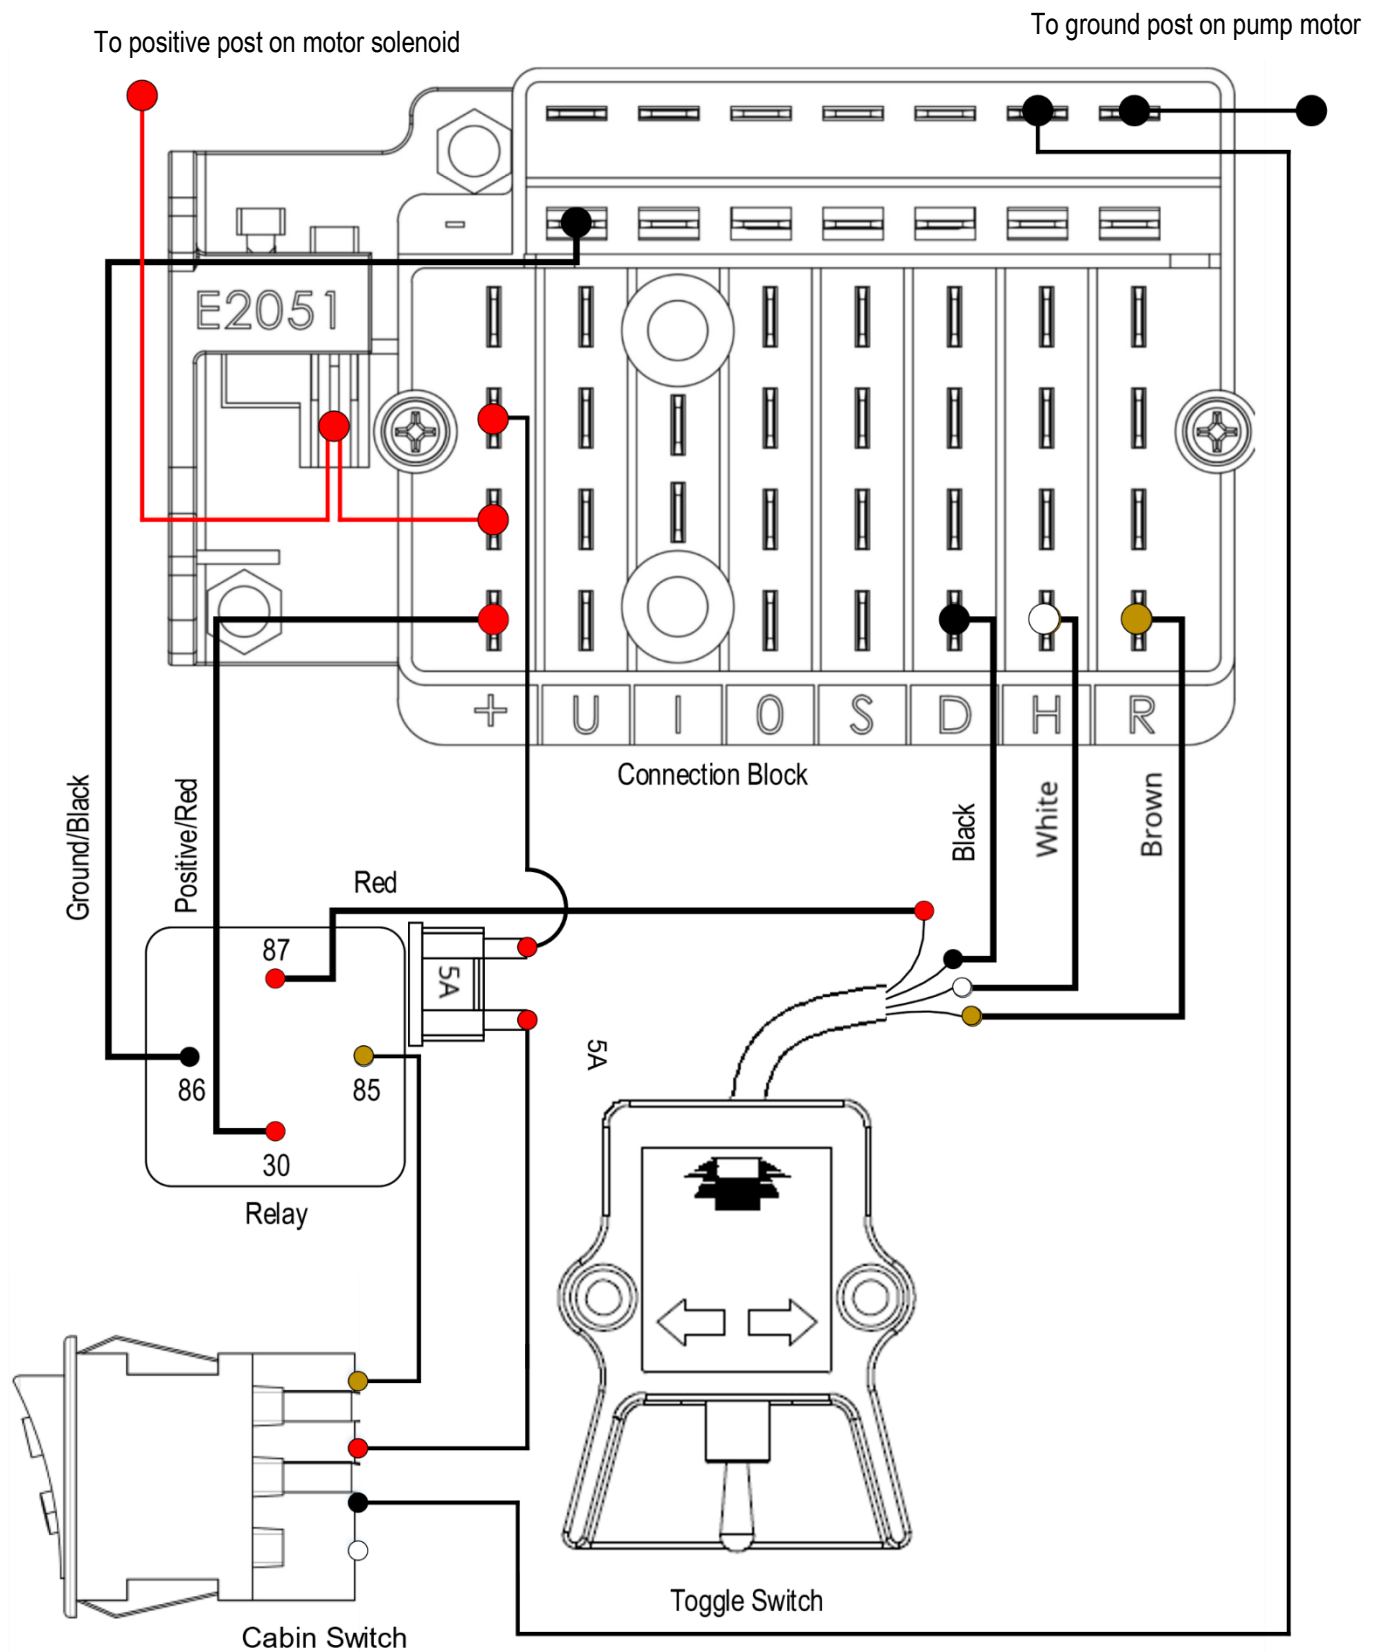 To positive post on motor solenoid
To ground post on pump motor
-
E2051
+ U I 0 S D H R
Connection Block
Ground/Black
Positive/Red
Black
White
Brown
Red
87
5A
86
85
5A
30
Relay
Toggle Switch
Cabin Switch